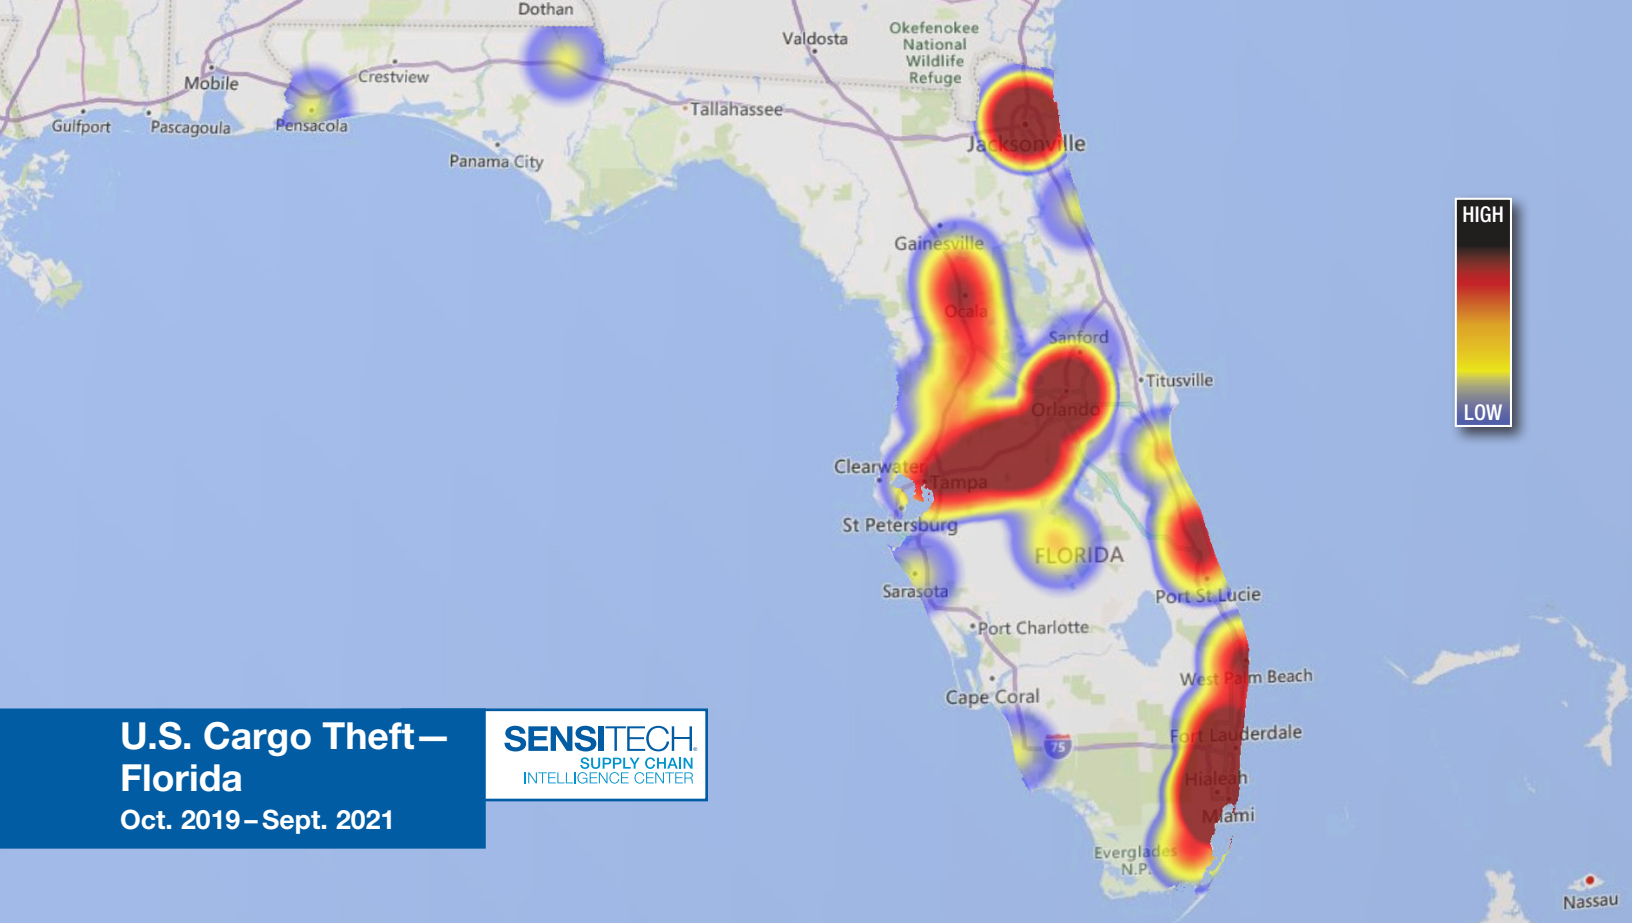 Dothan
Valdosta
Okefenokee
National
Wildlife
Refuge
Mobile
Crestview
Tallahassee
Gulfport
Pascagoula
Pensacola
Jacksonville
Panama City
HIGH
Gainesville
Ocala
Sanford
Titusville
Orlando
LOW
Clearwater
Tampa
St Petersburg
FLORIDA
Sarasota
Port St Lucie
Port Charlotte
West Palm Beach
Cape Coral
Fort Lauderdale
75
Hialeah
Miami
Everglades
N.P.
Nassau
U.S. Cargo Theft—
Florida
Oct. 2019–Sept. 2021
SENSITECH®
SUPPLY CHAIN
INTELLIGENCE CENTER